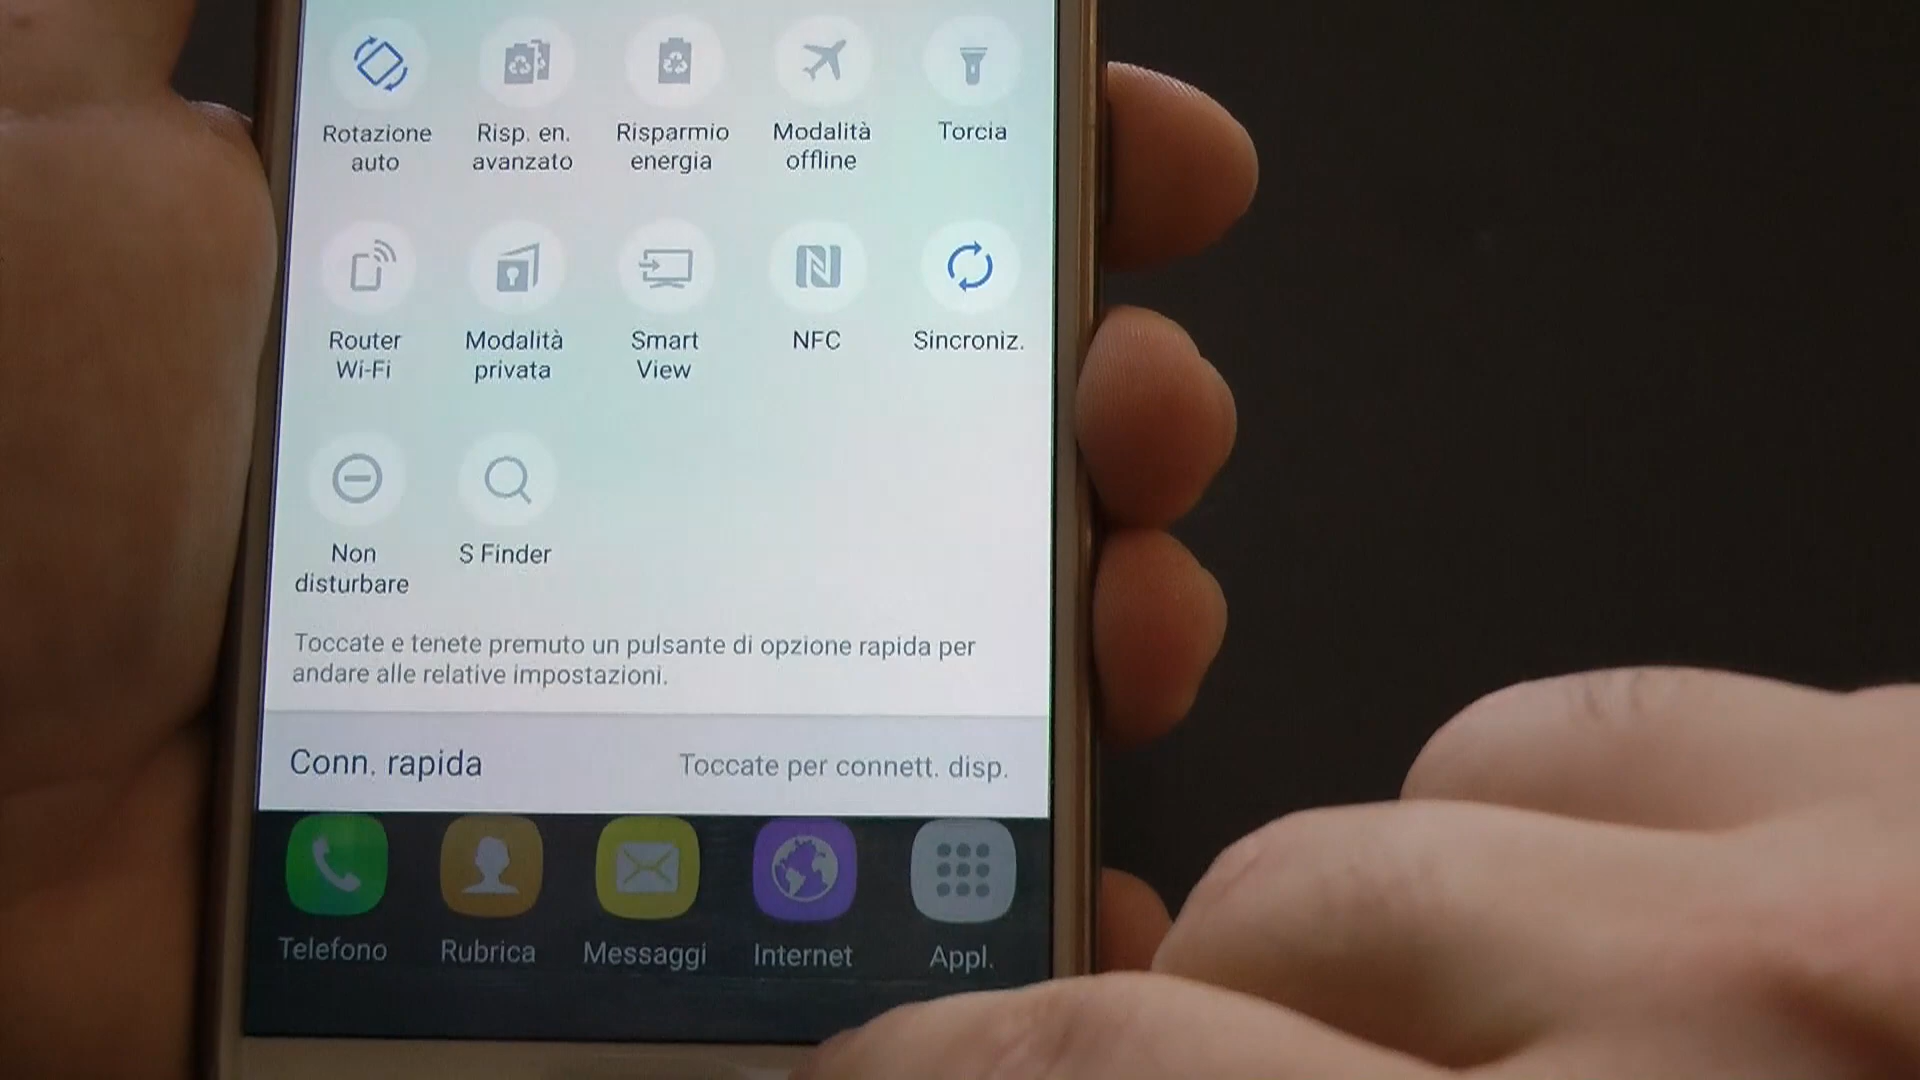 Rotazione auto
Risp. en. avanzato
Risparmio energia
Modalità offline
Torcia
Router Wi-Fi
Modalità privata
Smart View
NFC
Sincroniz.
Non disturbare
S Finder
Toccate e tenete premuto un pulsante di opzione rapida per
andare alle relative impostazioni.
Conn. rapida
Toccate per connett. disp.
Telefono
Rubrica
Messaggi
Internet
Appl.